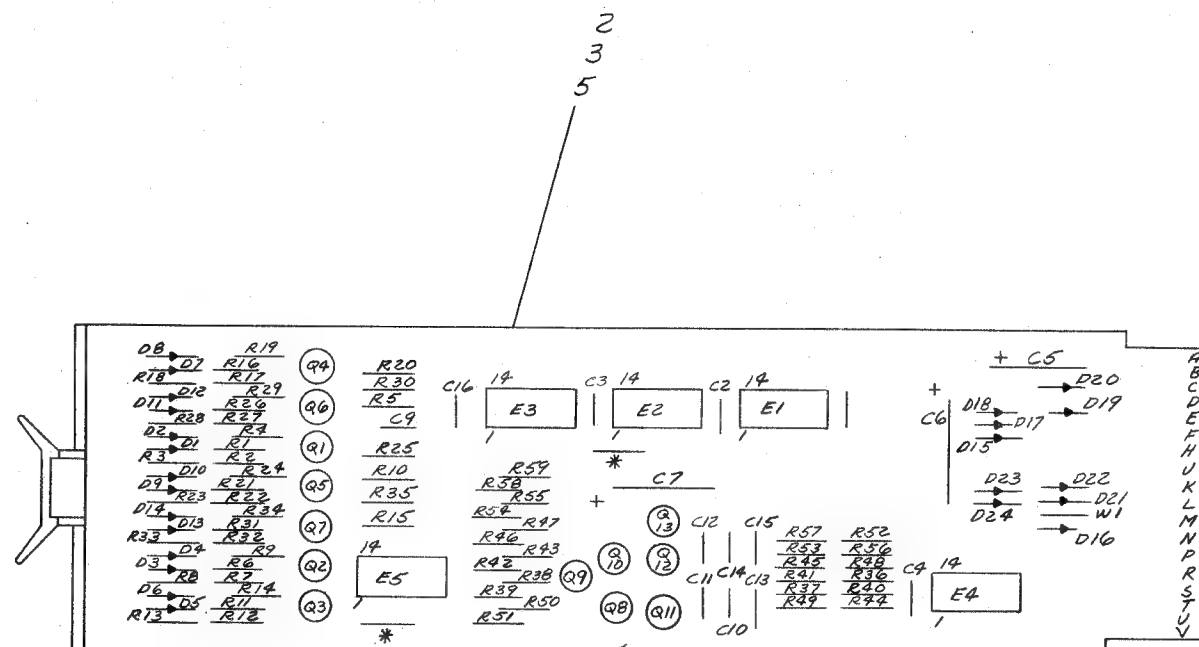 2
3
5
D8 R19
D7 R16
R18 R17
D12 R29
D11 R26
R28 R27
D2 R4
D1 R1
R3 R2
D10 R24
D9 R21
R23 R22
D14 R34
D13 R31
R33 R32
D4 R9
D3 R6
R8 R7
D6 R14
D5 R11
R13 R12
Q4
Q6
Q1
Q5
Q7
Q2
Q3
R20
R30
R5
C9
R25
R10
R35
R15
14
E5
*
C16
14
E3
C3
14
E2
*
C2
14
E1
R59
R58
R55
R54
R47
R46
R43
R42
R38
R39
R50
R51
+ C7
Q13
Q10
Q12
Q9
Q8
Q11
C12 C15
C11 C14 C13
C10
R57 R52
R53 R56
R45 R48
R41 R36
R37 R40
R49 R44
C4
14
E4
+ C5
+
C6
D20
D18 D19
D17
D15
D23 D22
D21
D24 W1
D16
A
B
C
D
E
F
H
J
K
L
M
N
P
R
S
T
U
V